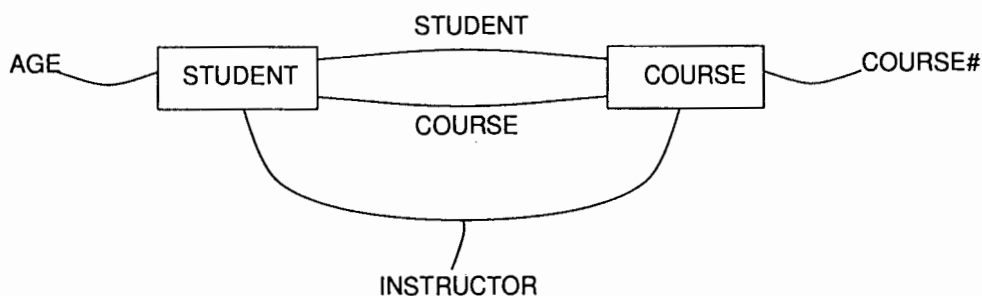 STUDENT
AGE
STUDENT
COURSE
COURSE#
COURSE
INSTRUCTOR